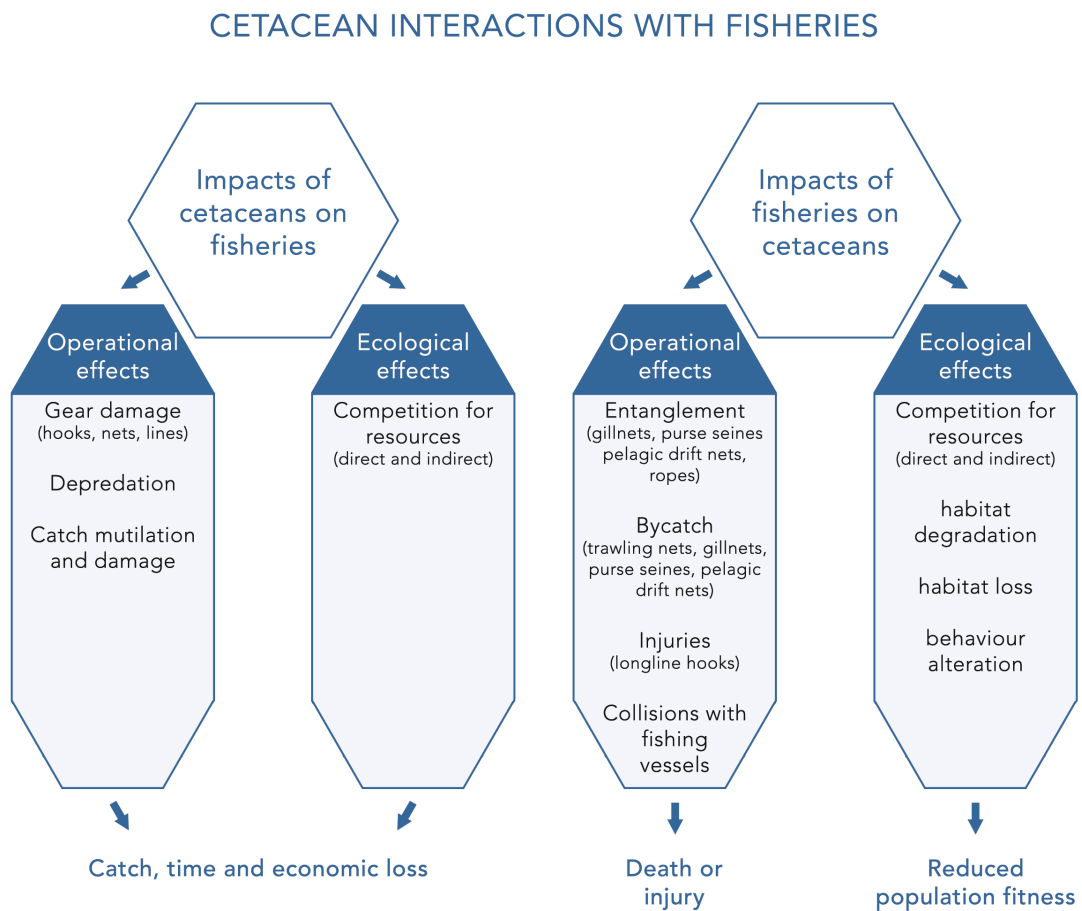 CETACEAN INTERACTIONS WITH FISHERIES
Impacts of
cetaceans on
fisheries
Operational
effects
Gear damage
(hooks, nets, lines)
Depredation
Catch mutilation
and damage
Ecological
effects
Competition for
resources
(direct and indirect)
Catch, time and economic loss
Impacts of
fisheries on
cetaceans
Operational
effects
Entanglement
(gillnets, purse seines
pelagic drift nets,
ropes)
Bycatch
(trawling nets, gillnets,
purse seines, pelagic
drift nets)
Injuries
(longline hooks)
Collisions with
fishing
vessels
Death or
injury
Ecological
effects
Competition for
resources
(direct and indirect)
habitat
degradation
habitat loss
behaviour
alteration
Reduced
population fitness